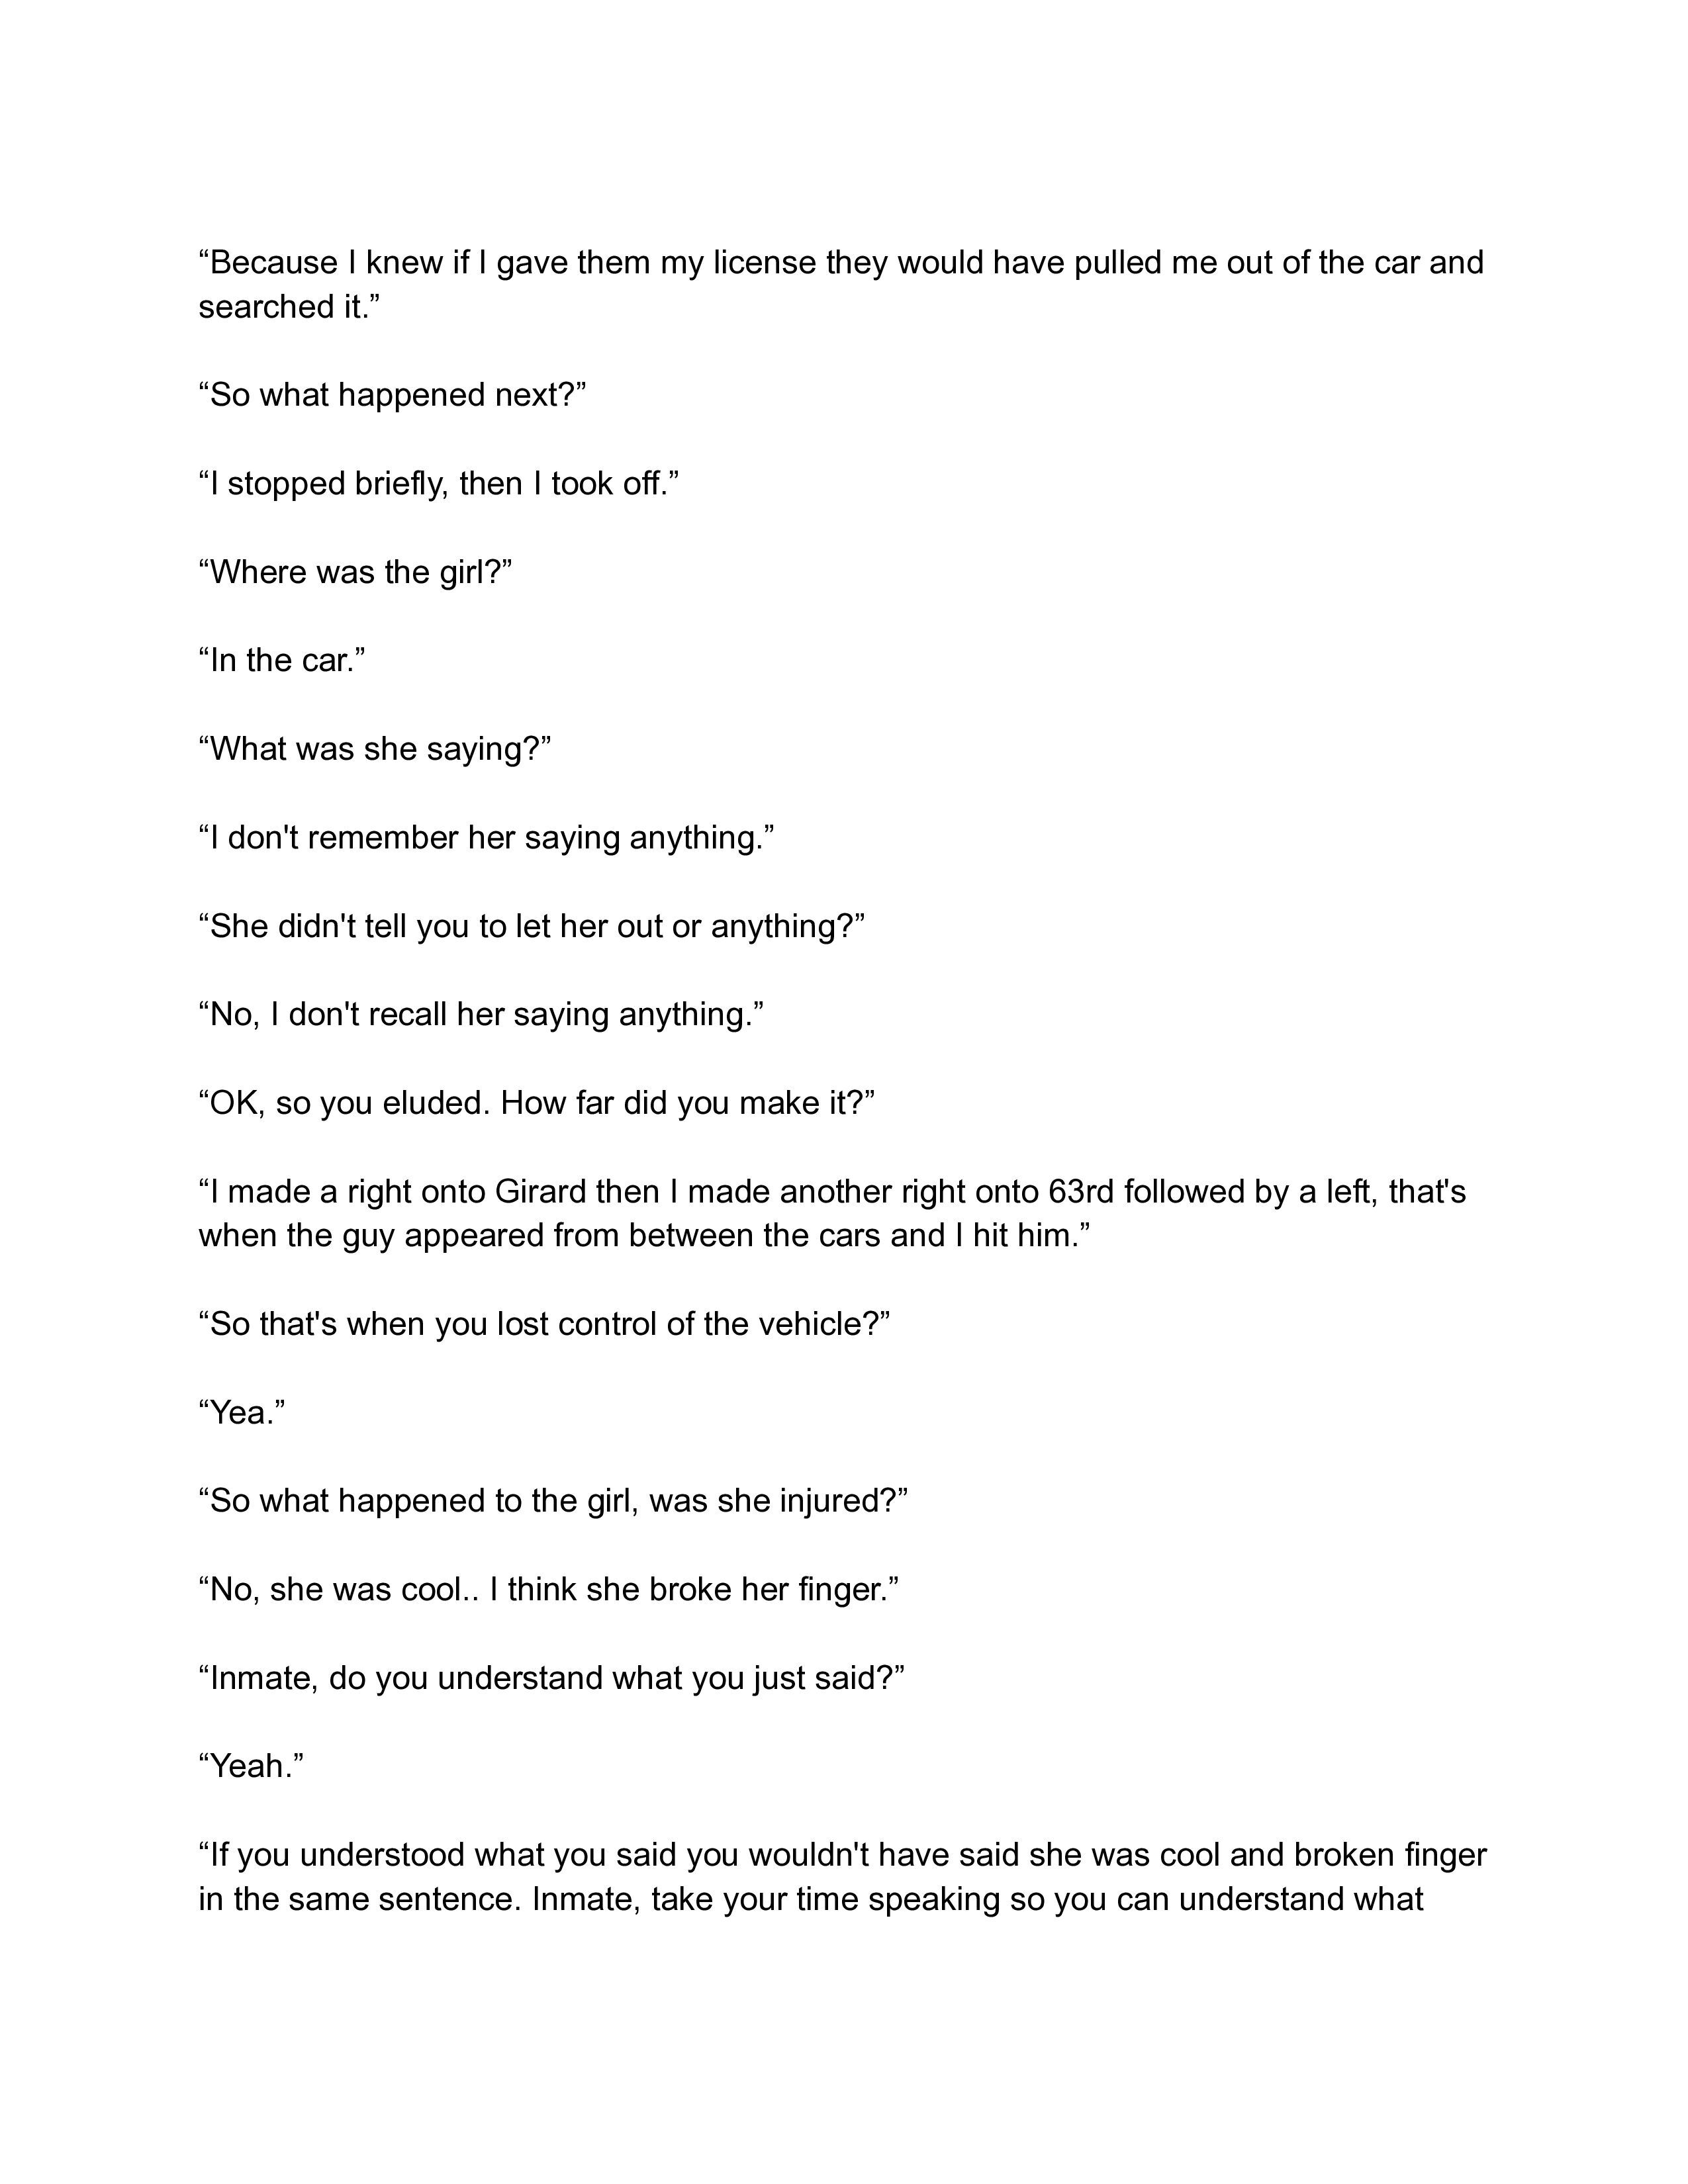 “Because I knew if I gave them my license they would have pulled me out of the car and
searched it.”
“So what happened next?”
“I stopped briefly, then I took off.”
“Where was the girl?”
“In the car.”
“What was she saying?”
“I don't remember her saying anything.”
“She didn't tell you to let her out or anything?”
“No, I don't recall her saying anything.”
“OK, so you eluded. How far did you make it?”
“I made a right onto Girard then I made another right onto 63rd followed by a left, that's
when the guy appeared from between the cars and I hit him.”
“So that's when you lost control of the vehicle?”
“Yea.”
“So what happened to the girl, was she injured?”
“No, she was cool.. I think she broke her finger.”
“Inmate, do you understand what you just said?”
“Yeah.”
“If you understood what you said you wouldn't have said she was cool and broken finger
in the same sentence. Inmate, take your time speaking so you can understand what